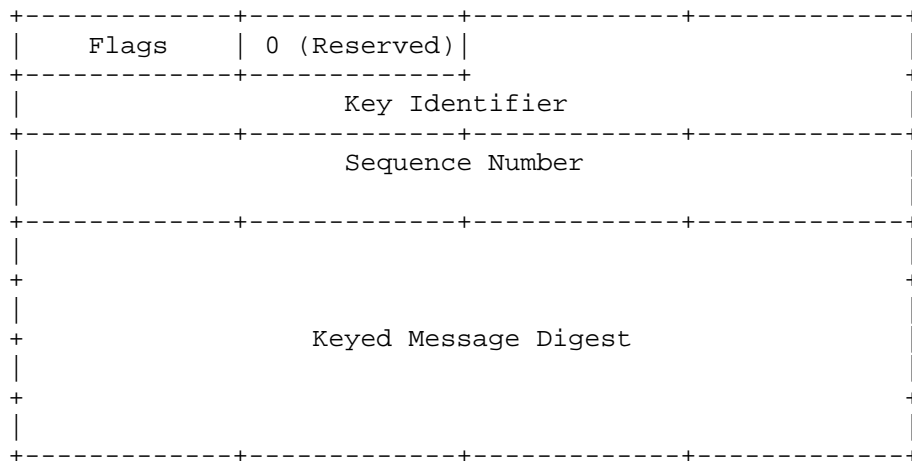 Flags 0 (Reserved)
Key Identifier
Sequence Number
Keyed Message Digest